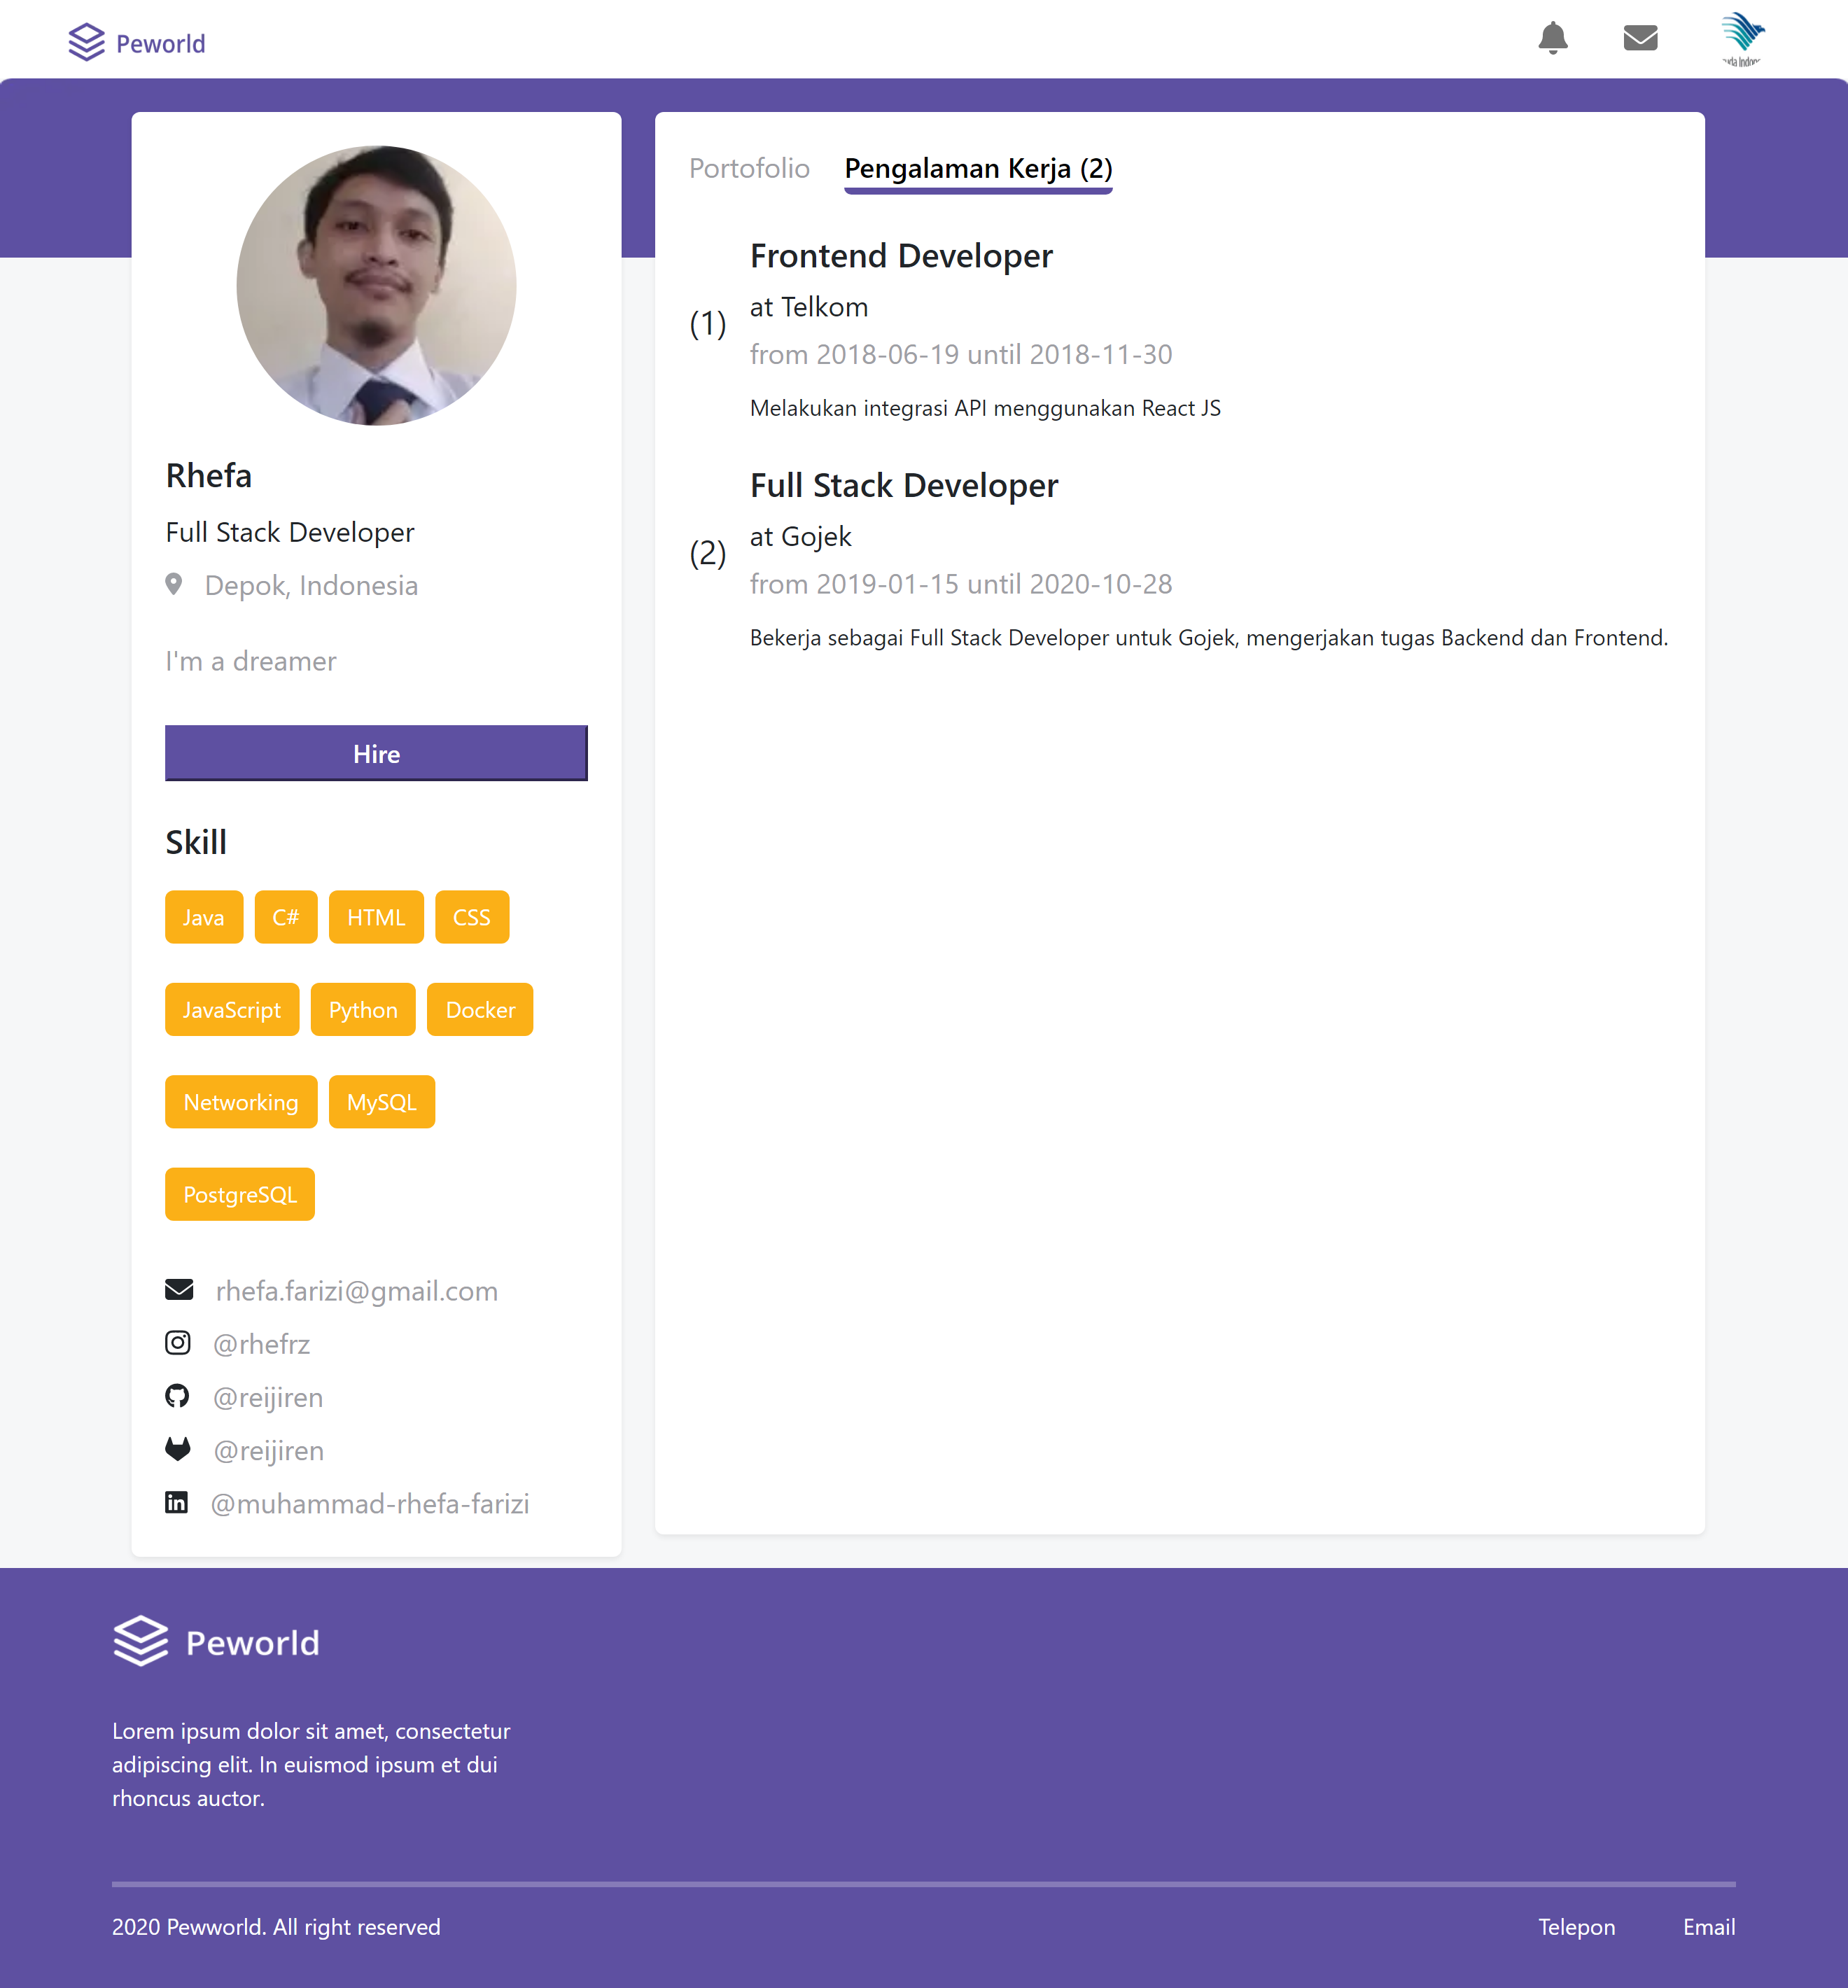 Peworld
Portofolio
Pengalaman Kerja (2)
Rhefa
Full Stack Developer
Depok, Indonesia
I'm a dreamer
Hire
Skill
Java
C#
HTML
CSS
JavaScript
Python
Docker
Networking
MySQL
PostgreSQL
rhefa.farizi@gmail.com
@rhefrz
@reijiren
@reijiren
@muhammad-rhefa-farizi
(1)
Frontend Developer
at Telkom
from 2018-06-19 until 2018-11-30
Melakukan integrasi API menggunakan React JS
(2)
Full Stack Developer
at Gojek
from 2019-01-15 until 2020-10-28
Bekerja sebagai Full Stack Developer untuk Gojek, mengerjakan tugas Backend dan Frontend.
Peworld
Lorem ipsum dolor sit amet, consectetur
adipiscing elit. In euismod ipsum et dui
rhoncus auctor.
2020 Pewworld. All right reserved
Telepon
Email